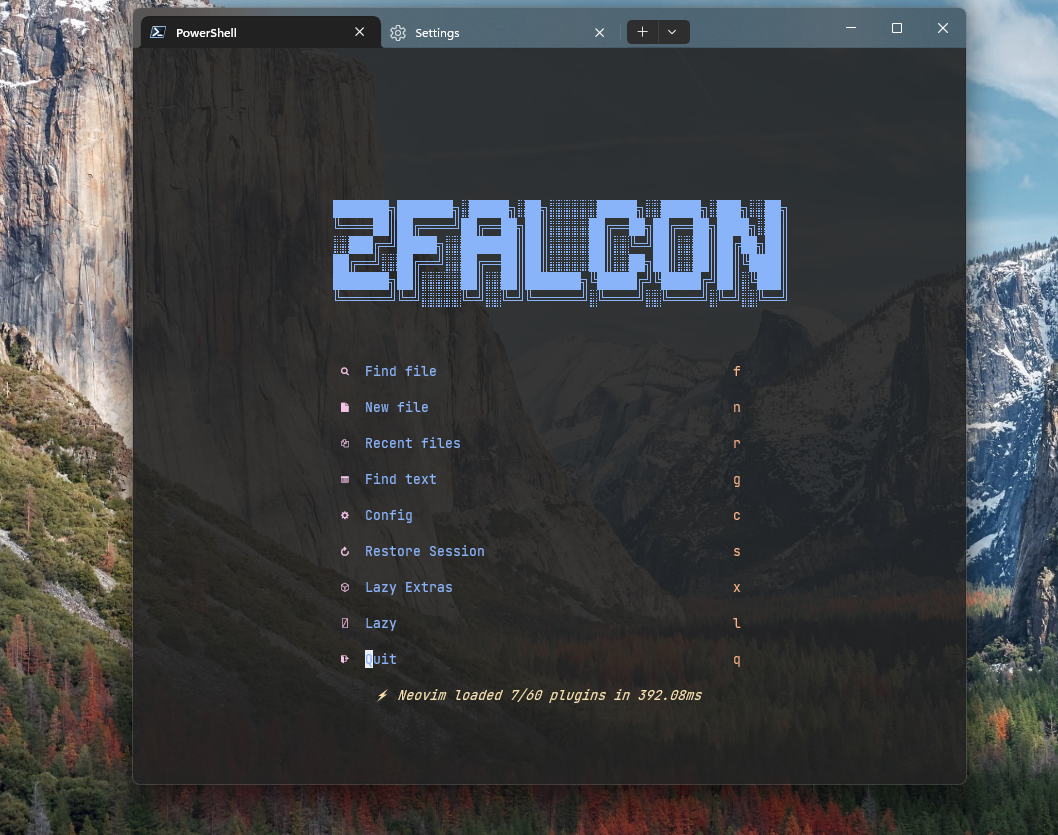 PowerShell
Settings
2FALCON
Find file f
New file n
Recent files r
Find text g
Config c
Restore Session s
Lazy Extras x
Lazy l
Quit q
⚡ Neovim loaded 7/60 plugins in 392.08ms